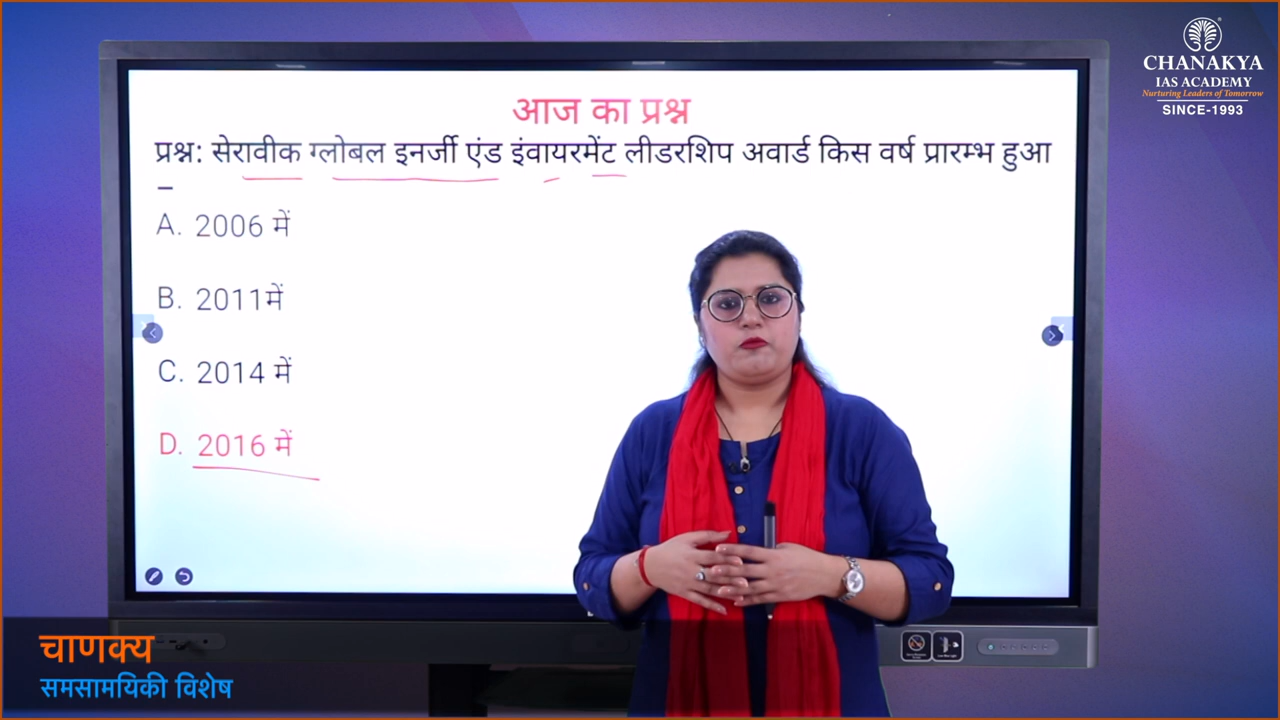 CHANAKYA
IAS ACADEMY
Nurturing Leaders of Tomorrow
SINCE-1993
आज का प्रश्न
प्रश्न: सेरावीक ग्लोबल इनर्जी एंड इंवायरमेंट लीडरशिप अवार्ड किस वर्ष प्रारम्भ हुआ
–
A. 2006 में
B. 2011में
C. 2014 में
D. 2016 में
चाणक्य
समसामयिकी विशेष